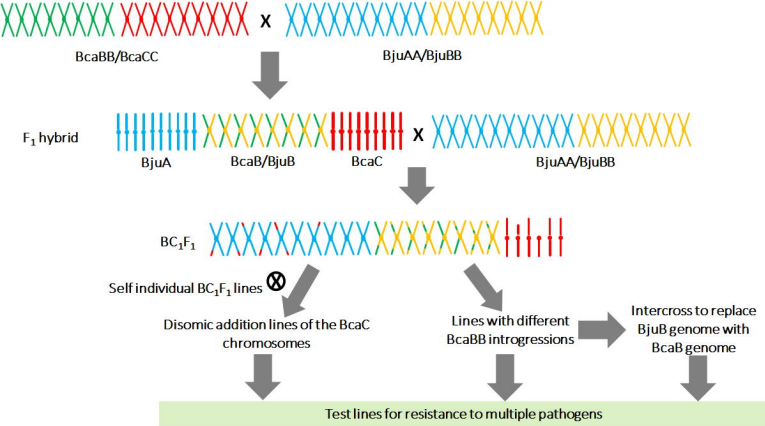 X
BcaBB/BcaCC
BjuAA/BjuBB
F₁ hybrid
X
BjuA
BcaB/BjuB
BcaC
BjuAA/BjuBB
BC₁F₁
Self individual BC₁F₁ lines
Disomic addition lines of the BcaC
chromosomes
Lines with different
BcaBB introgressions
Intercross to replace
BjuB genome with
BcaB genome
Test lines for resistance to multiple pathogens